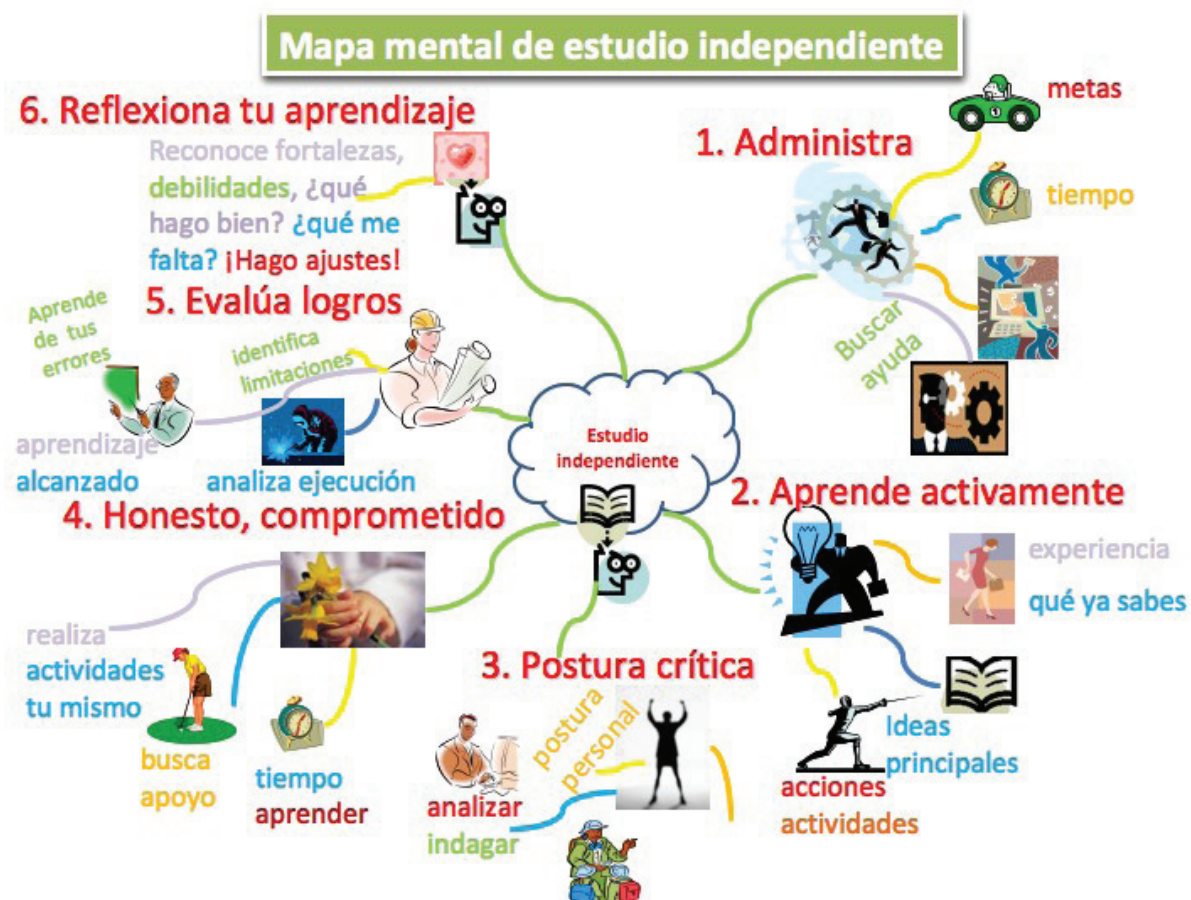 Mapa mental de estudio independiente
6. Reflexiona tu aprendizaje
Reconoce fortalezas,
debilidades, ¿qué
hago bien? ¿qué me
falta? ¡Hago ajustes!
1. Administra
metas
tiempo
Buscar
ayuda
5. Evalúa logros
Aprende
de tus
errores
identifica
limitaciones
aprendizaje
alcanzado
analiza ejecución
Estudio
independiente
2. Aprende activamente
experiencia
qué ya sabes
Ideas
principales
acciones
actividades
4. Honesto, comprometido
realiza
actividades
tu mismo
busca
apoyo
tiempo
aprender
3. Postura crítica
postura
personal
analizar
indagar